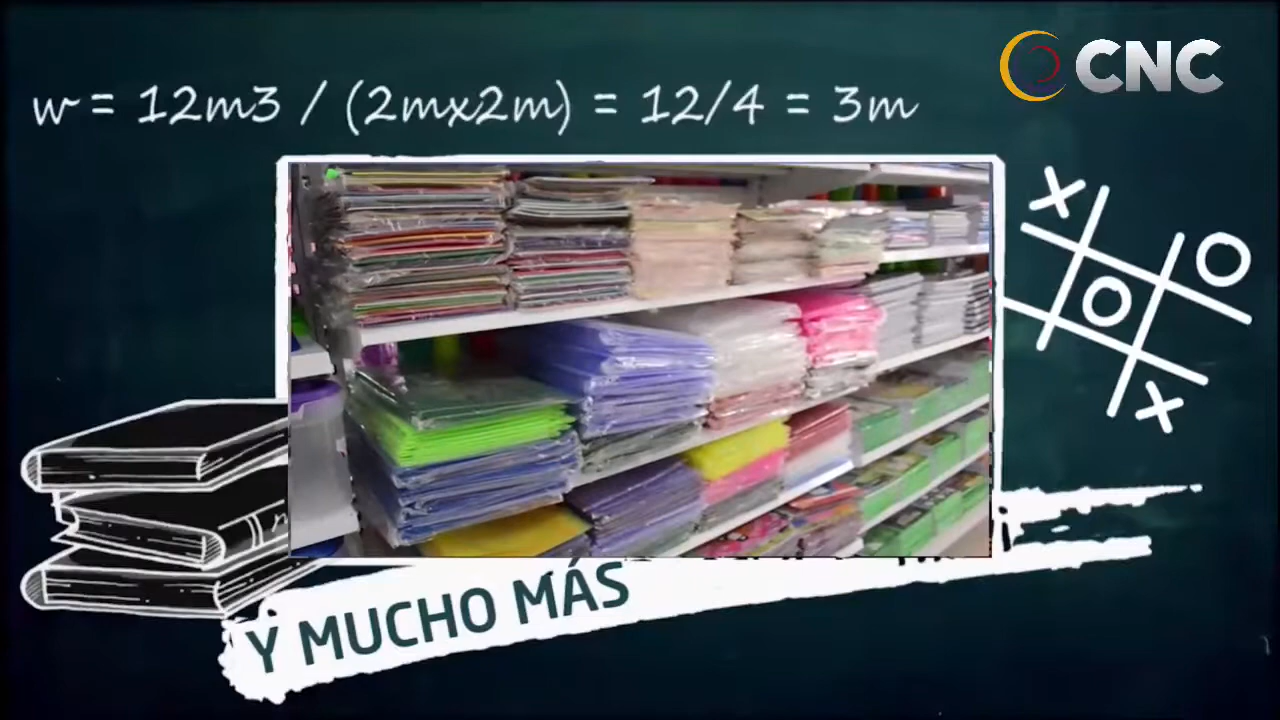 CNC
w = 12m3 / (2mx2m) = 12/4 = 3m
X
O
O
X
Y MUCHO MÁS